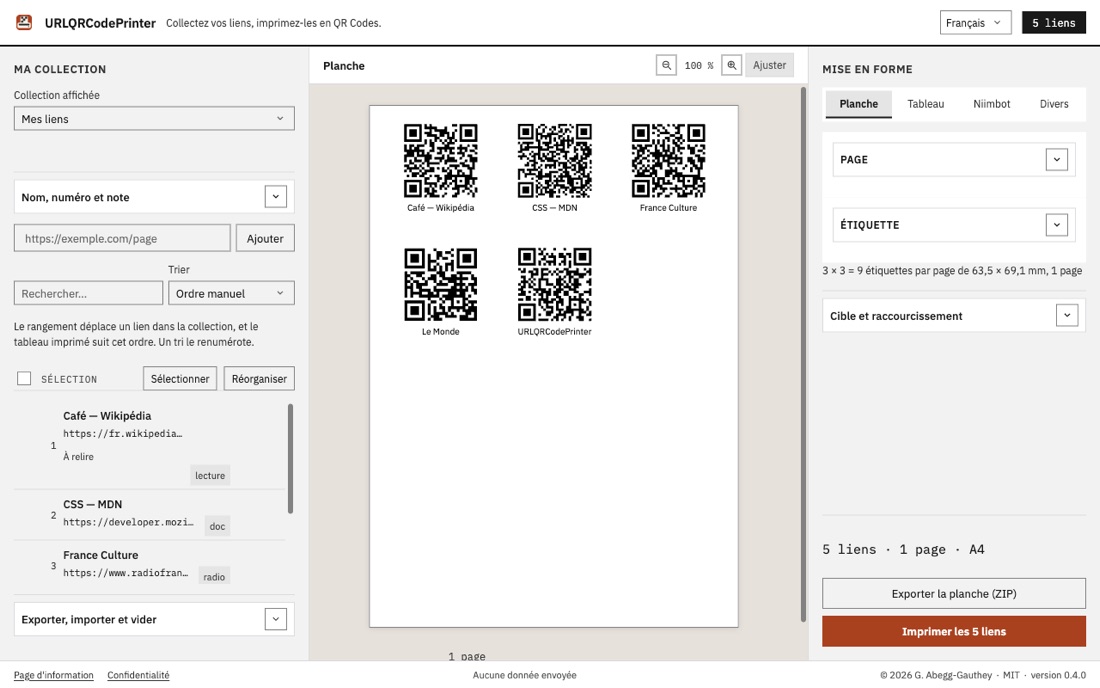 URLQRCodePrinter
Collectez vos liens, imprimez-les en QR Codes.
Français
5 liens
MA COLLECTION
Collection affichée
Mes liens
Nom, numéro et note
https://exemple.com/page
Ajouter
Trier
Rechercher…
Ordre manuel
Le rangement déplace un lien dans la collection, et le
tableau imprimé suit cet ordre. Un tri le renumérote.
SÉLECTION
Sélectionner
Réorganiser
1
Café — Wikipédia
https://fr.wikipedia…
À relire
lecture
2
CSS — MDN
https://developer.mozi…
doc
3
France Culture
https://www.radiofran…
radio
Exporter, importer et vider
Planche
100 %
Ajuster
Café — Wikipédia
CSS — MDN
France Culture
Le Monde
URLQRCodePrinter
1 page
MISE EN FORME
Planche
Tableau
Niimbot
Divers
PAGE
ÉTIQUETTE
3 × 3 = 9 étiquettes par page de 63,5 × 69,1 mm, 1 page
Cible et raccourcissement
5 liens · 1 page · A4
Exporter la planche (ZIP)
Imprimer les 5 liens
Page d'information
Confidentialité
Aucune donnée envoyée
© 2026 G. Abegg-Gauthey · MIT · version 0.4.0